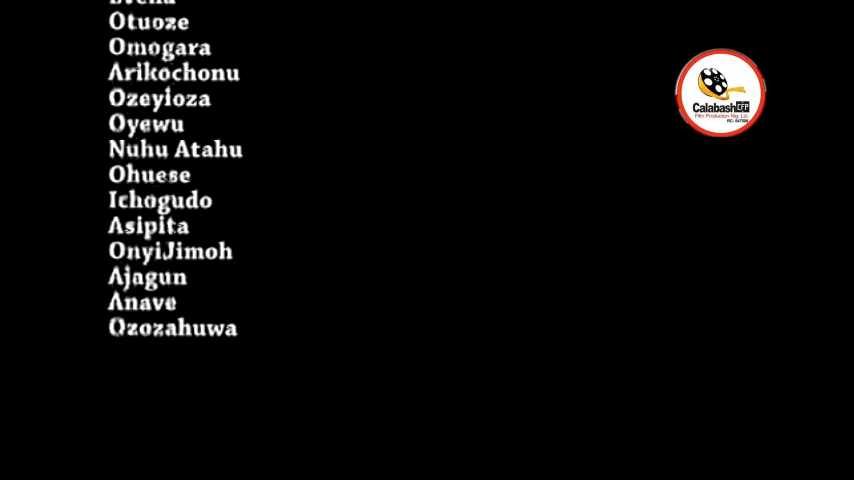 Otuoze
Omogara
Arikochonu
Ozeyioza
Oyewu
Nuhu Atahu
Ohuese
Ichogudo
Asipita
OnyiJimoh
Ajagun
Anave
Ozozahuwa
Calabash EFP
Film Production Nig. Ltd.